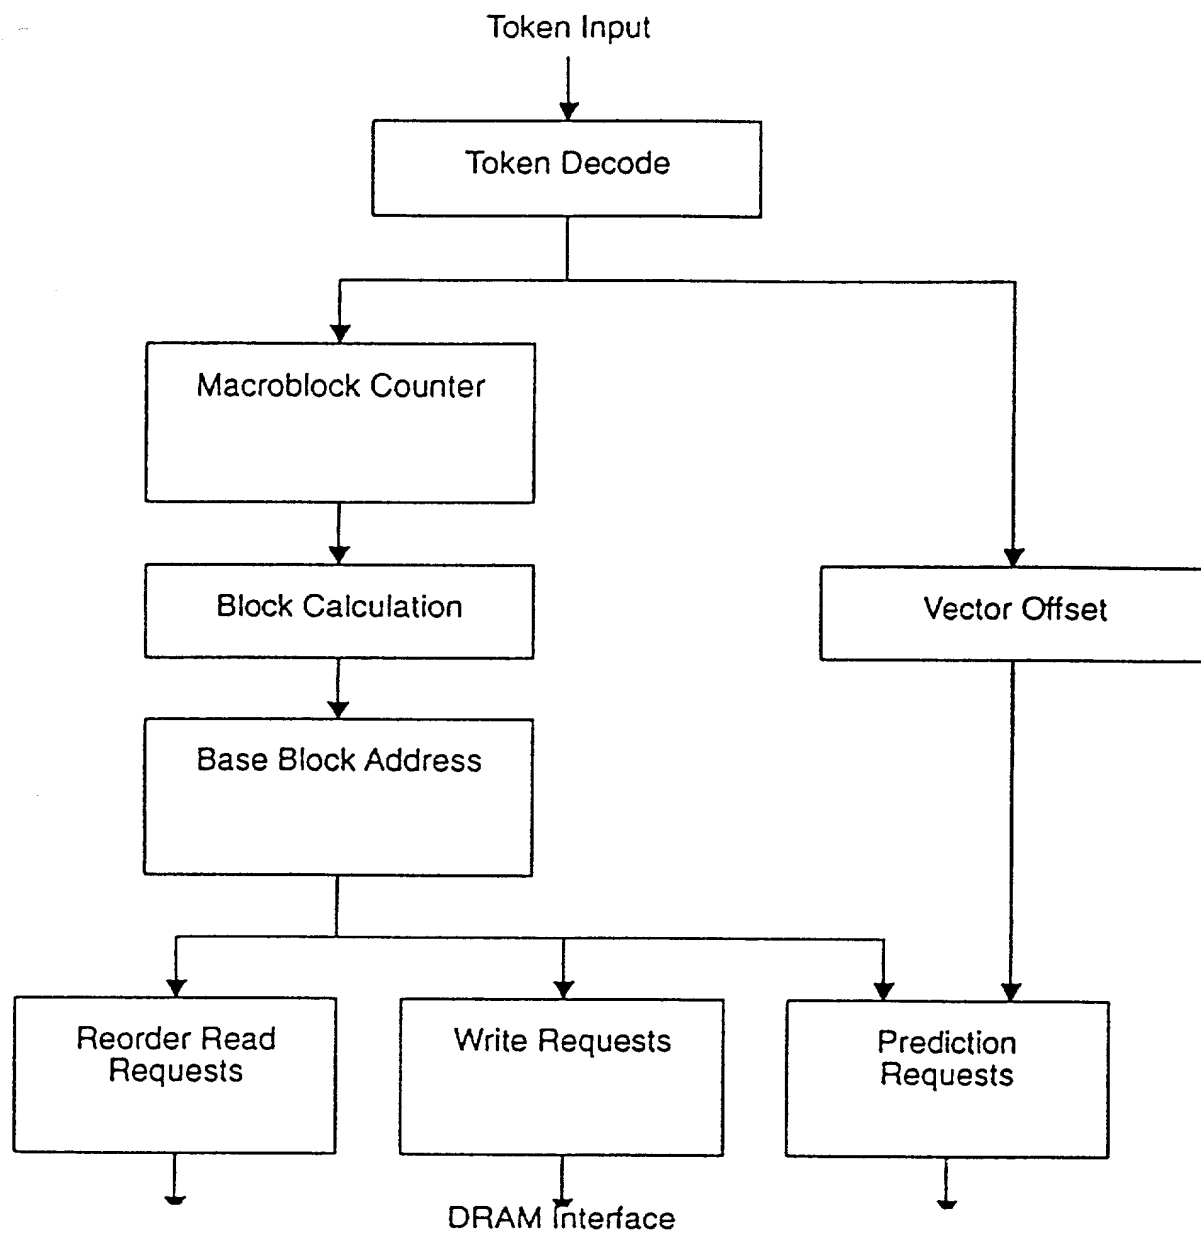 Token Input
Token Decode
Macroblock Counter
Block Calculation
Vector Offset
Base Block Address
Reorder Read
Requests
Write Requests
Prediction
Requests
DRAM Interface